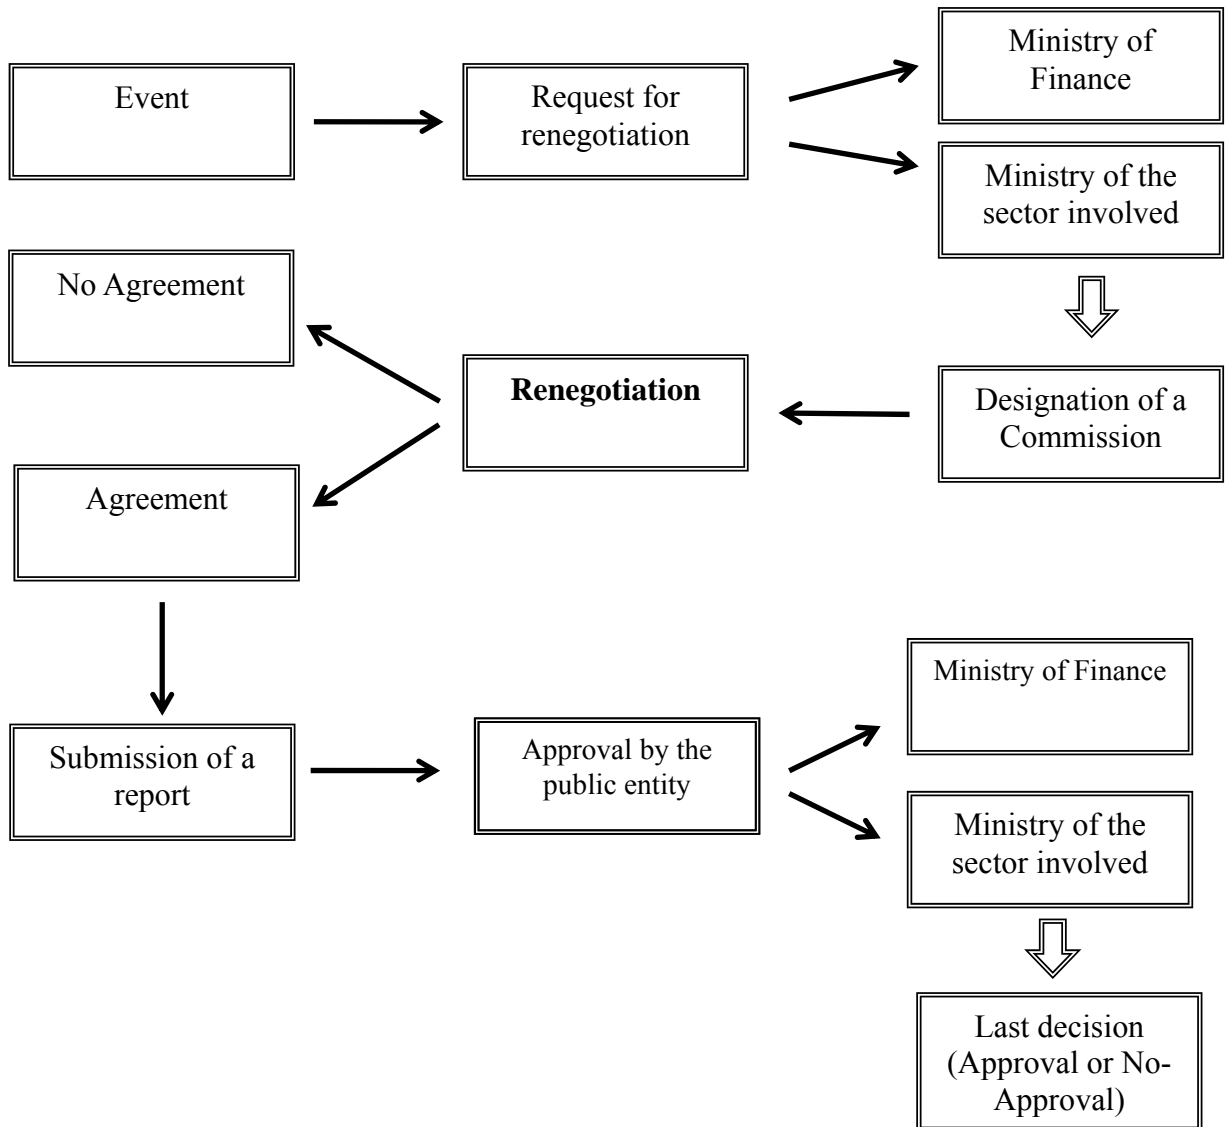 Event
Request for
renegotiation
Ministry of
Finance
Ministry of the
sector involved
No Agreement
Renegotiation
Designation of a
Commission
Agreement
Submission of a
report
Approval by the
public entity
Ministry of Finance
Ministry of the
sector involved
Last decision
(Approval or No-
Approval)